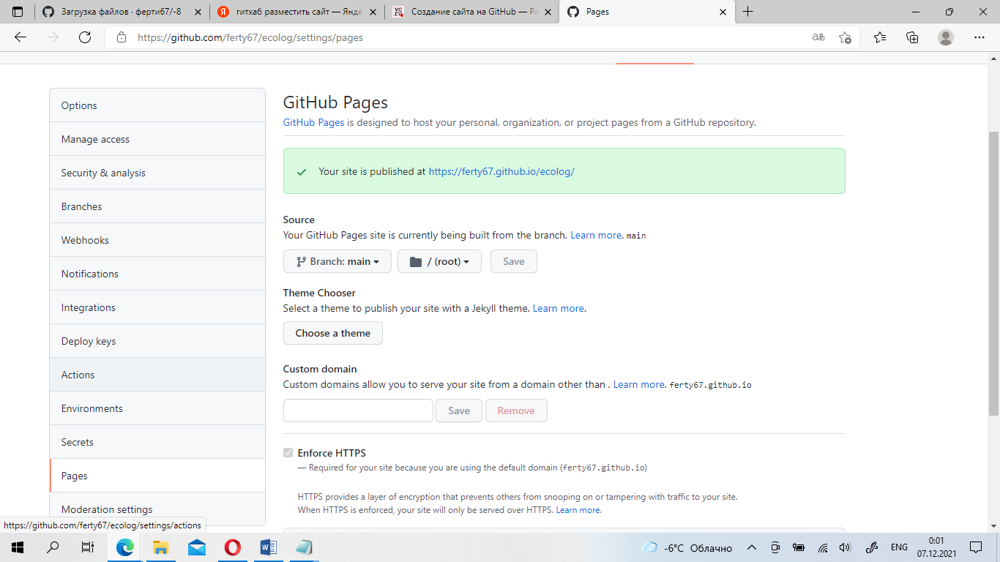 Загрузка файлов · ферти67/-8
гитхаб разместить сайт — Янде
Создание сайта на GitHub — Ра
Pages
https://github.com/ferty67/ecolog/settings/pages
Options
Manage access
Security & analysis
Branches
Webhooks
Notifications
Integrations
Deploy keys
Actions
Environments
Secrets
Pages
Moderation settings
GitHub Pages
GitHub Pages is designed to host your personal, organization, or project pages from a GitHub repository.
Your site is published at https://ferty67.github.io/ecolog/
Source
Your GitHub Pages site is currently being built from the branch. Learn more. main
Branch: main / (root) Save
Theme Chooser
Select a theme to publish your site with a Jekyll theme. Learn more.
Choose a theme
Custom domain
Custom domains allow you to serve your site from a domain other than . Learn more. ferty67.github.io
Save Remove
Enforce HTTPS
— Required for your site because you are using the default domain (ferty67.github.io)
HTTPS provides a layer of encryption that prevents others from snooping on or tampering with traffic to your site.
When HTTPS is enforced, your site will only be served over HTTPS. Learn more.
https://github.com/ferty67/ecolog/settings/actions
-6°C Облачно
ENG
0:01
07.12.2021